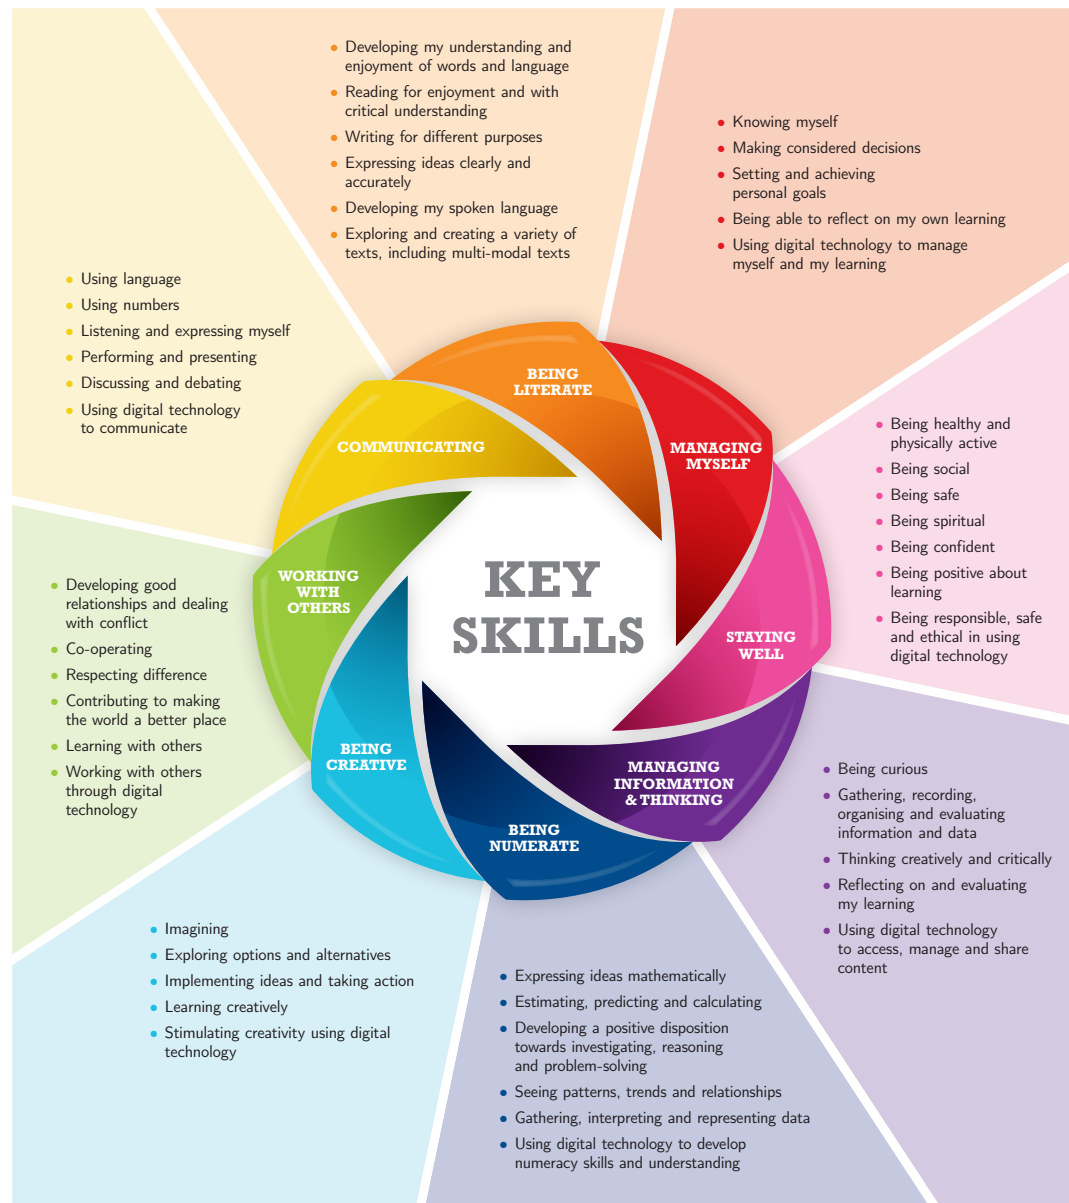 • Developing my understanding and
enjoyment of words and language
• Reading for enjoyment and with
critical understanding
• Writing for different purposes
• Expressing ideas clearly and
accurately
• Developing my spoken language
• Exploring and creating a variety of
texts, including multi-modal texts
• Knowing myself
• Making considered decisions
• Setting and achieving
personal goals
• Being able to reflect on my own learning
• Using digital technology to manage
myself and my learning
• Using language
• Using numbers
• Listening and expressing myself
• Performing and presenting
• Discussing and debating
• Using digital technology
to communicate
BEING
LITERATE
COMMUNICATING
MANAGING
MYSELF
• Being healthy and
physically active
• Being social
• Being safe
• Being spiritual
• Being confident
• Being positive about
learning
• Being responsible, safe
and ethical in using
digital technology
WORKING
WITH
OTHERS
KEY
SKILLS
STAYING
WELL
• Developing good
relationships and dealing
with conflict
• Co-operating
• Respecting difference
• Contributing to making
the world a better place
• Learning with others
• Working with others
through digital
technology
BEING
CREATIVE
MANAGING
INFORMATION
& THINKING
BEING
NUMERATE
• Being curious
• Gathering, recording,
organising and evaluating
information and data
• Thinking creatively and critically
• Reflecting on and evaluating
my learning
• Using digital technology
to access, manage and share
content
• Imagining
• Exploring options and alternatives
• Implementing ideas and taking action
• Learning creatively
• Stimulating creativity using digital
technology
• Expressing ideas mathematically
• Estimating, predicting and calculating
• Developing a positive disposition
towards investigating, reasoning
and problem-solving
• Seeing patterns, trends and relationships
• Gathering, interpreting and representing data
• Using digital technology to develop
numeracy skills and understanding